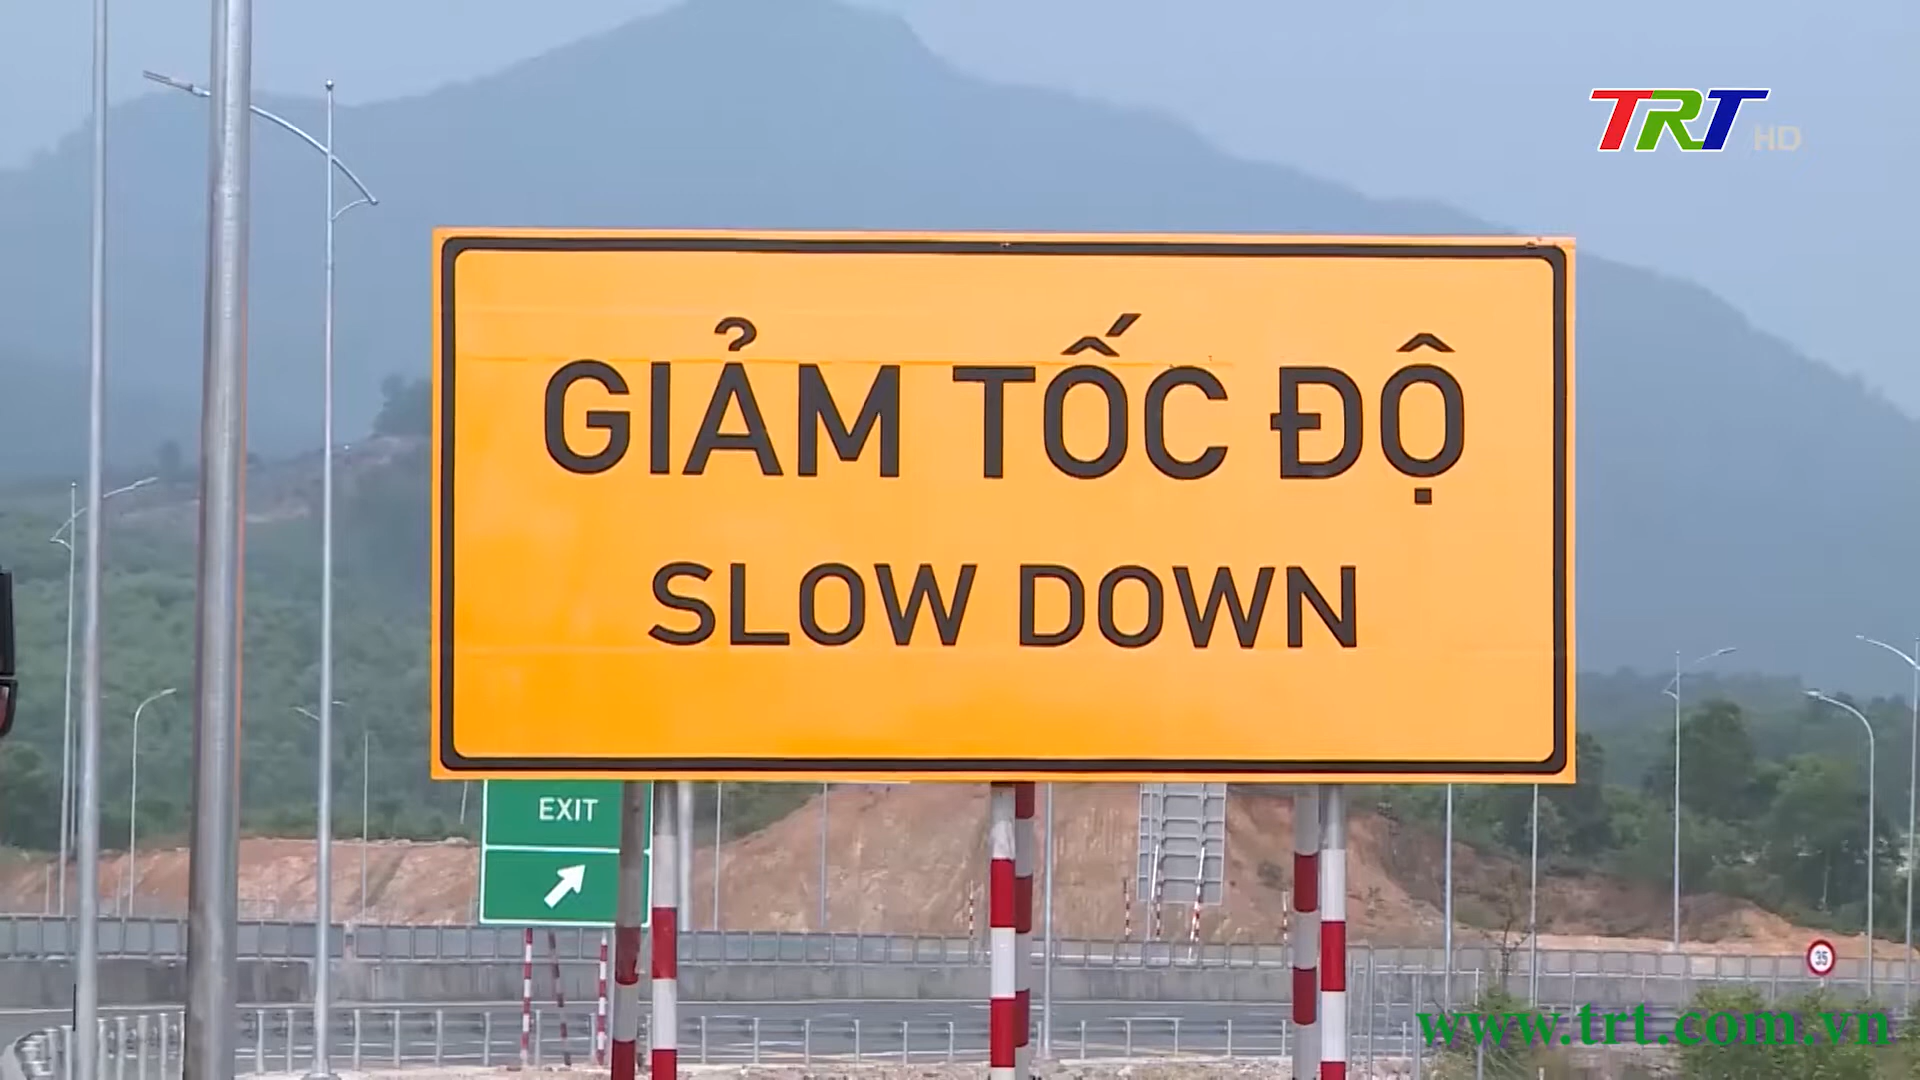 TRT HD
GIẢM TỐC ĐỘ
SLOW DOWN
EXIT
35
www.trt.com.vn